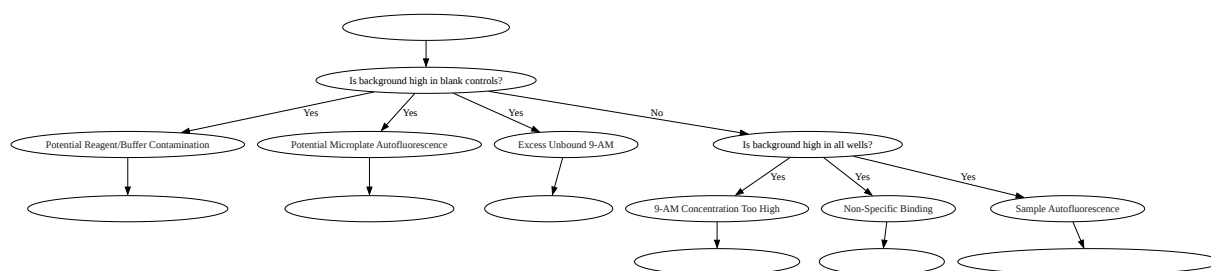 Is background high in blank controls?
Yes
Yes
Yes
No
Potential Reagent/Buffer Contamination
Potential Microplate Autofluorescence
Excess Unbound 9-AM
Is background high in all wells?
Yes
Yes
Yes
9-AM Concentration Too High
Non-Specific Binding
Sample Autofluorescence